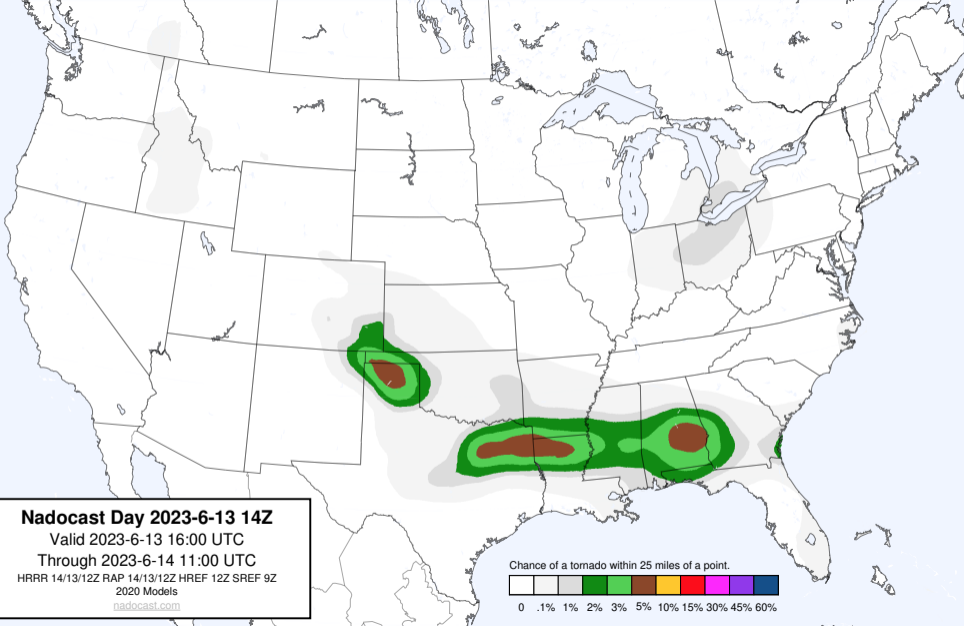 Nadocast Day 2023-6-13 14Z
Valid 2023-6-13 16:00 UTC
Through 2023-6-14 11:00 UTC
HRRR 14/13/12Z RAP 14/13/12Z HREF 12Z SREF 9Z
2020 Models
nadocast.com
Chance of a tornado within 25 miles of a point.
0 .1% 1% 2% 3% 5% 10% 15% 30% 45% 60%